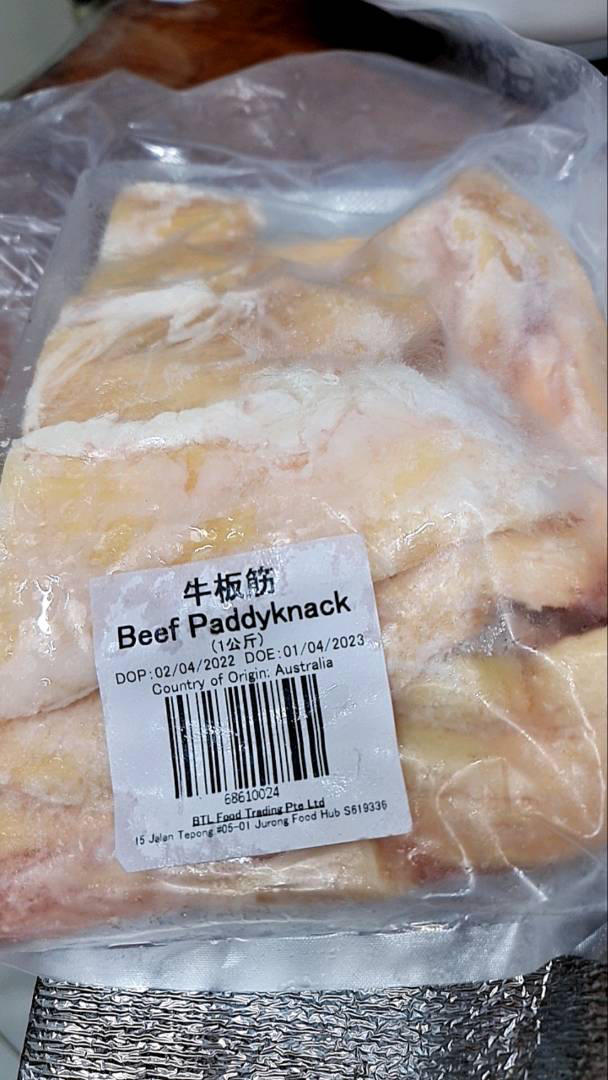 牛板筋
Beef Paddyknack
(1公斤)
DOP:02/04/2022 DOE:01/04/2023
Country of Origin: Australia
68610024
BTL Food Trading Pte Ltd
15 Jalan Tepong #05-01 Jurong Food Hub S619336